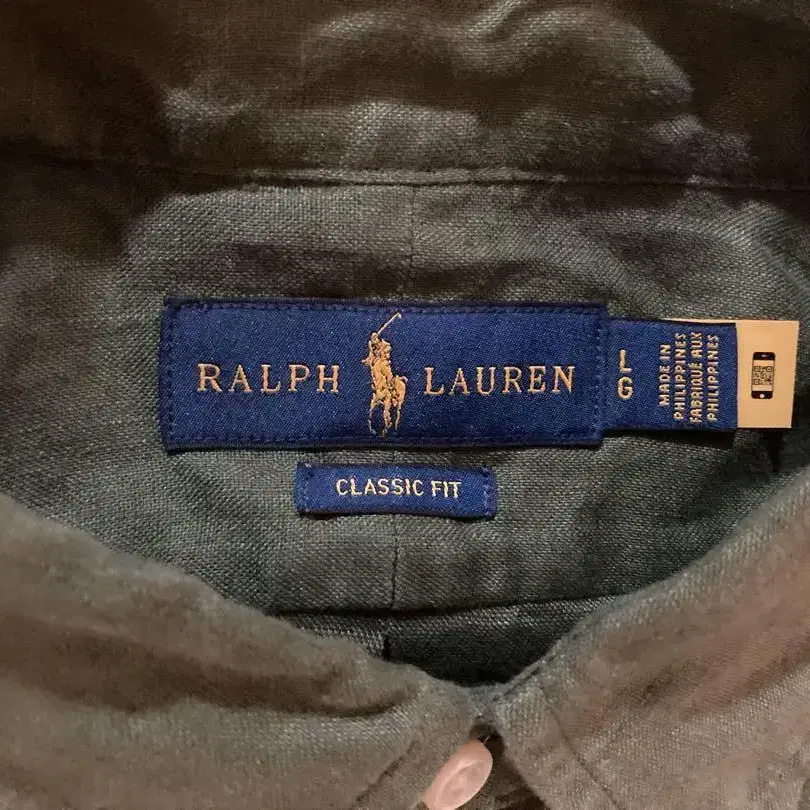 RALPH LAUREN
L
G
MADE IN
PHILIPPINES
FABRIQUÉ AUX
PHILIPPINES
CLASSIC FIT